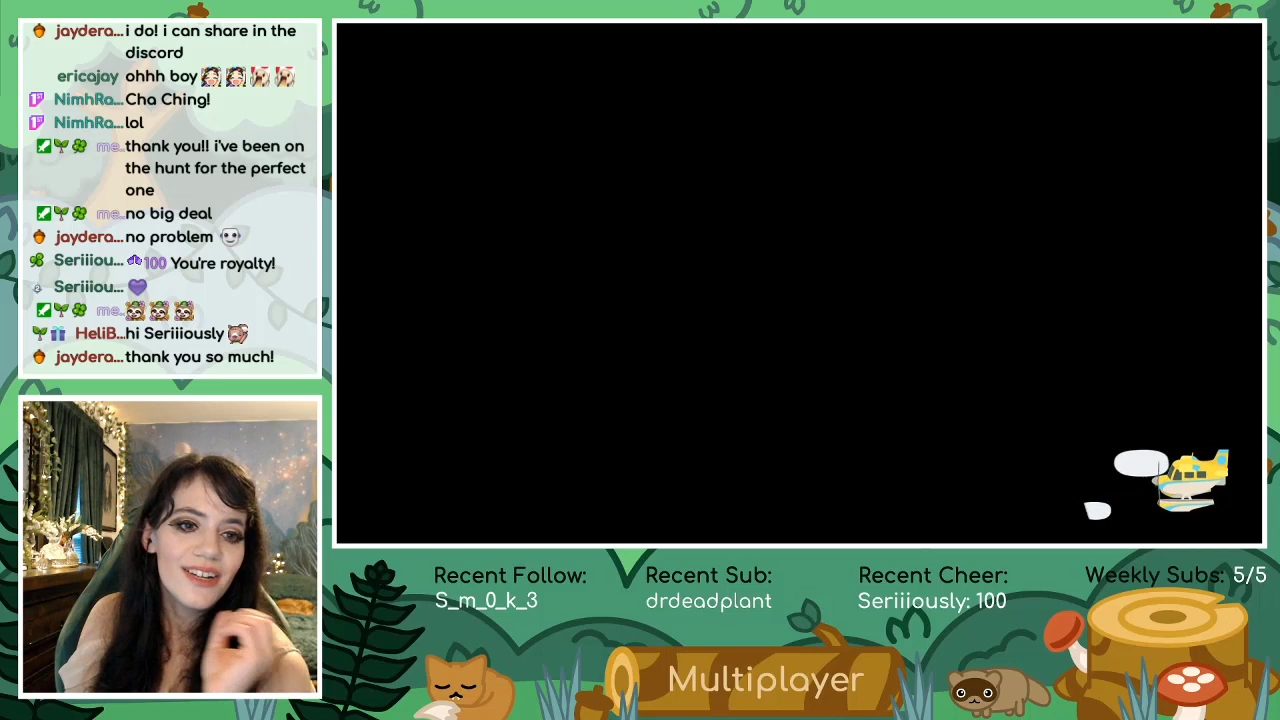 jaydera... i do! i can share in the
discord
ericajay ohhh boy
NimhRa... Cha Ching!
NimhRa... lol
me... thank you!! i've been on
the hunt for the perfect
one
me... no big deal
jaydera... no problem
Seriiiou... 100 You're royalty!
Seriiiou...
me...
HeliB... hi Seriiiously
jaydera... thank you so much!
Recent Follow:
S_m_0_k_3
Recent Sub:
drdeadplant
Recent Cheer:
Seriiiously: 100
Weekly Subs: 5/5
Multiplayer